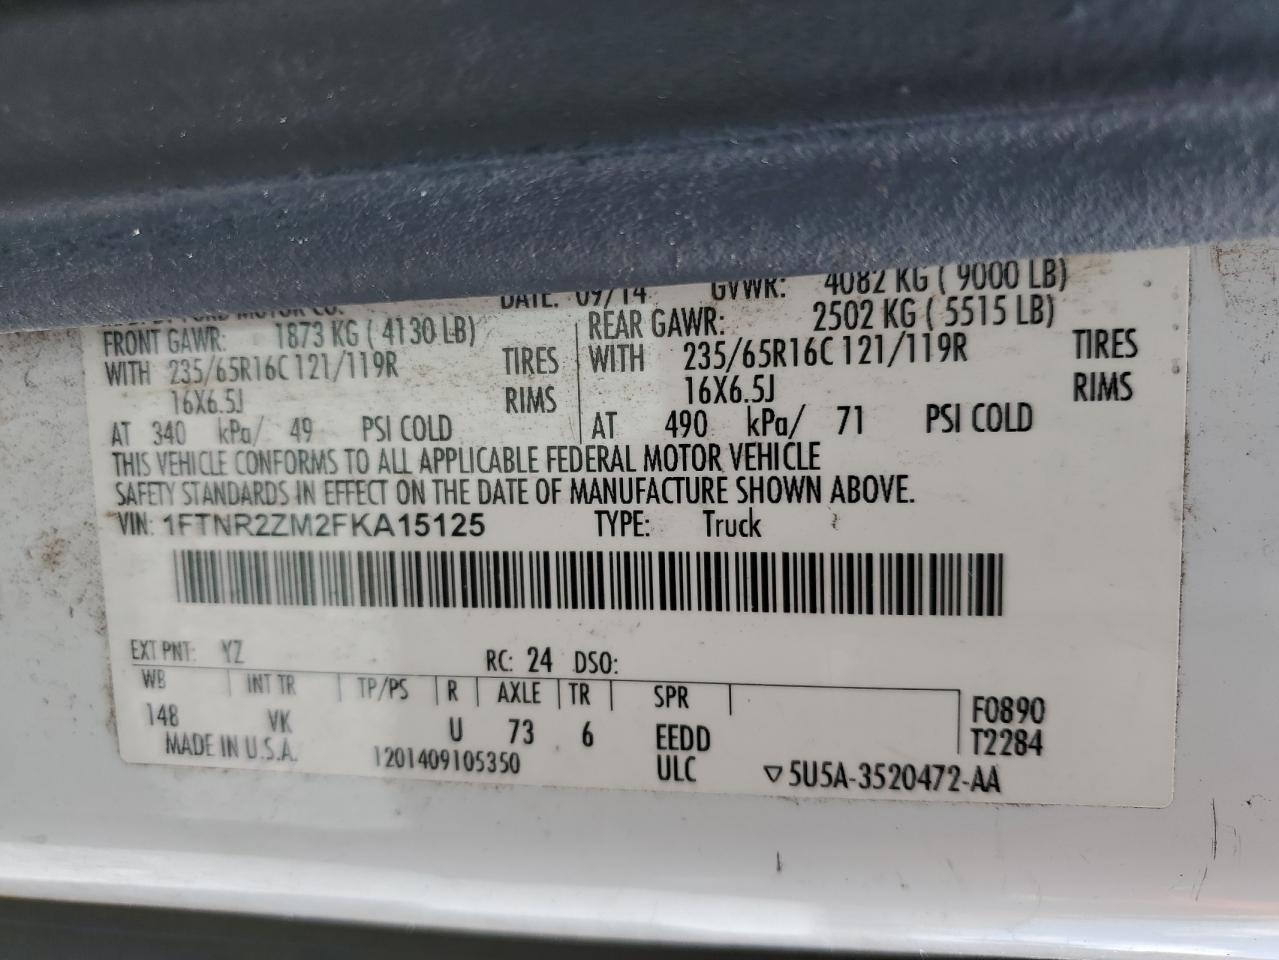 FORD MOTOR CO. DATE: 09/14 GVWR: 4082 KG ( 9000 LB)
FRONT GAWR: 1873 KG ( 4130 LB) REAR GAWR: 2502 KG ( 5515 LB)
WITH 235/65R16C 121/119R TIRES WITH 235/65R16C 121/119R TIRES
16X6.5J RIMS 16X6.5J RIMS
AT 340 kPa/ 49 PSI COLD AT 490 kPa/ 71 PSI COLD
THIS VEHICLE CONFORMS TO ALL APPLICABLE FEDERAL MOTOR VEHICLE
SAFETY STANDARDS IN EFFECT ON THE DATE OF MANUFACTURE SHOWN ABOVE.
VIN: 1FTNR2ZM2FKA15125 TYPE: Truck
EXT PNT: YZ RC: 24 DSO:
WB INT TR TP/PS R AXLE TR SPR F0890
148 VK U 73 6 EEDD T2284
MADE IN U.S.A. 1201409105350 ULC ▽5U5A-3520472-AA